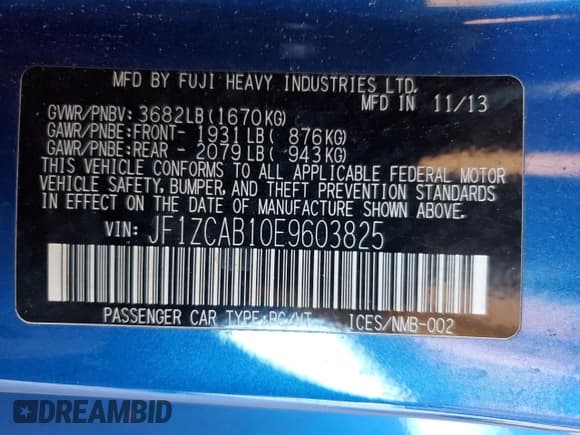 MFD BY FUJI HEAVY INDUSTRIES LTD.
MFD IN 11/13
GVWR/PNBV: 3682LB(1670KG)
GAWR/PNBE:FRONT- 1931LB( 876KG)
GAWR/PNBE:REAR - 2079LB( 943KG)
THIS VEHICLE CONFORMS TO ALL APPLICABLE FEDERAL MOTOR
VEHICLE SAFETY, BUMPER, AND THEFT PREVENTION STANDARDS
IN EFFECT ON THE DATE OF MANUFACTURE SHOWN ABOVE.
VIN: JF1ZCAB10E9603825
PASSENGER CAR TYPE:PC/MT ICES/NMB-002
DREAMBID